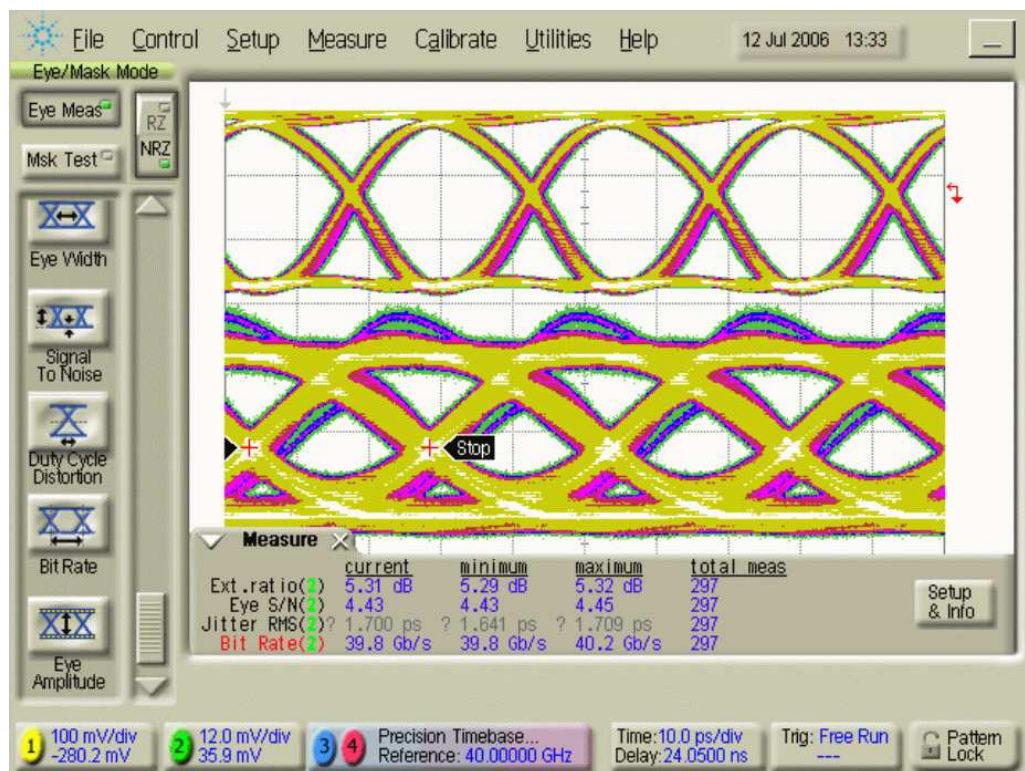 File Control Setup Measure Calibrate Utilities Help 12 Jul 2006 13:33
Eye/Mask Mode
Eye Meas
RZ
NRZ
Msk Test
Eye Width
Signal
To Noise
Duty Cycle
Distortion
Bit Rate
Eye
Amplitude
Stop
Measure
current minimum maximum total meas
Ext.ratio(2) 5.31 dB 5.29 dB 5.32 dB 297
Eye S/N(2) 4.43 4.43 4.45 297
Jitter RMS(2)? 1.700 ps ? 1.641 ps ? 1.709 ps 297
Bit Rate(2) 39.8 Gb/s 39.8 Gb/s 40.2 Gb/s 297
Setup
& Info
1 100 mV/div
-280.2 mV
2 12.0 mV/div
35.9 mV
3 4 Precision Timebase...
Reference: 40.00000 GHz
Time:10.0 ps/div
Delay:24.0500 ns
Trig: Free Run
---
Pattern
Lock